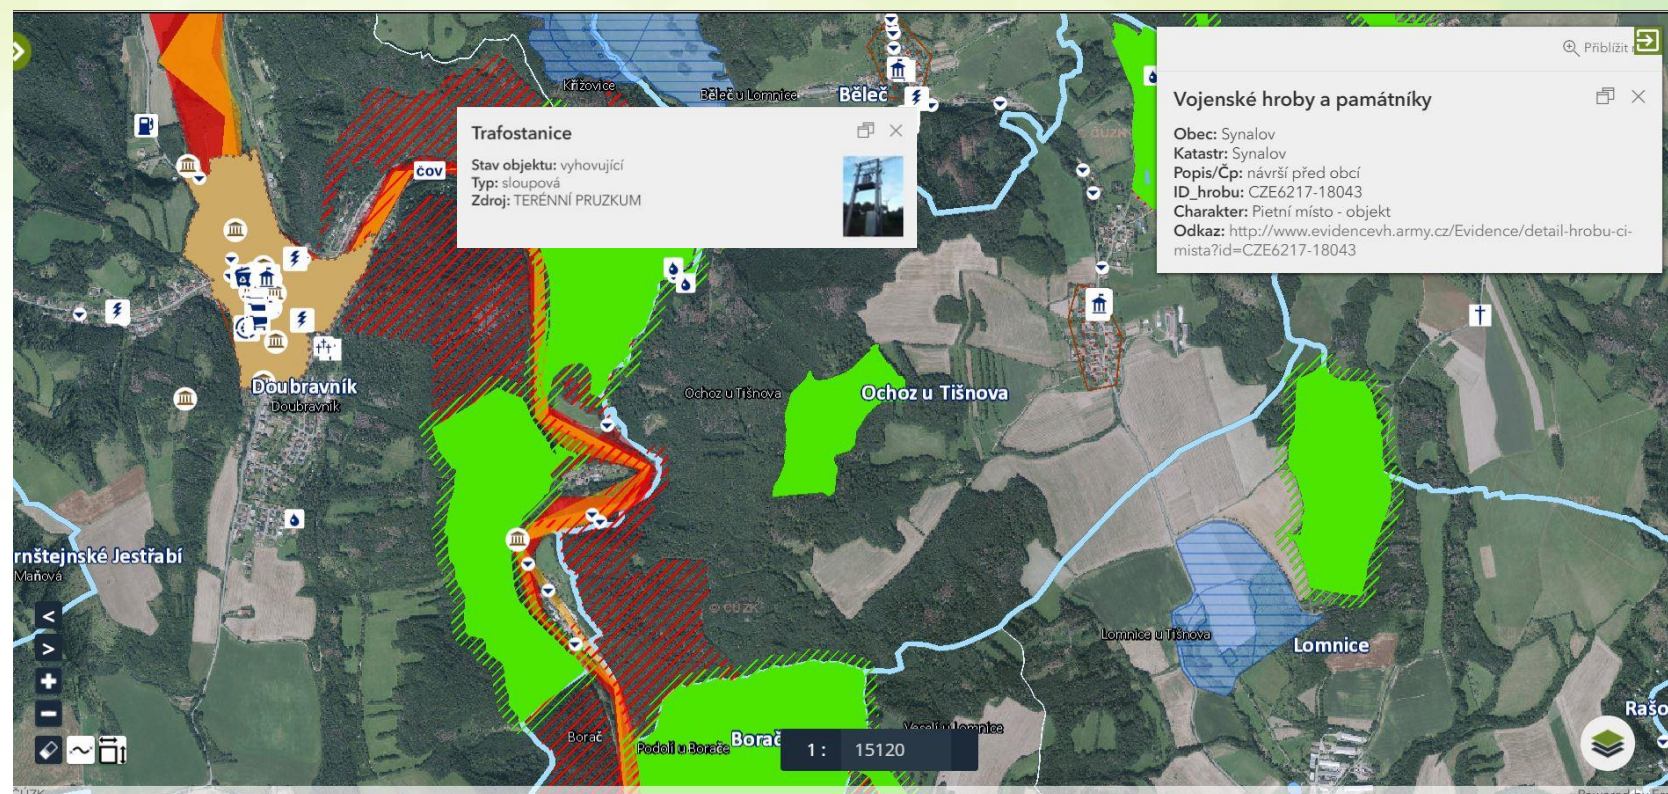 Přiblížit
Křížovice
Běleč u Lomnice
Běleč
© ČÚZK
Trafostanice
Stav objektu: vyhovující
Typ: sloupová
Zdroj: TERÉNNÍ PRUZKUM
Vojenské hroby a památníky
Obec: Synalov
Katastr: Synalov
Popis/Čp: návrší před obcí
ID_hrobu: CZE6217-18043
Charakter: Pietní místo - objekt
Odkaz: http://www.evidencevh.army.cz/Evidence/detail-hrobu-ci-
mista?id=CZE6217-18043
čov
Doubravník
Doubravník
Ochoz u Tišnova
Ochoz u Tišnova
rnštejnské Jestřabí
Maňová
© ČÚZK
Lomnice u Tišnova
Lomnice
Rašo
Borač
Podolí u Borače
Borač
Veselí u Lomnice
1 : 15120